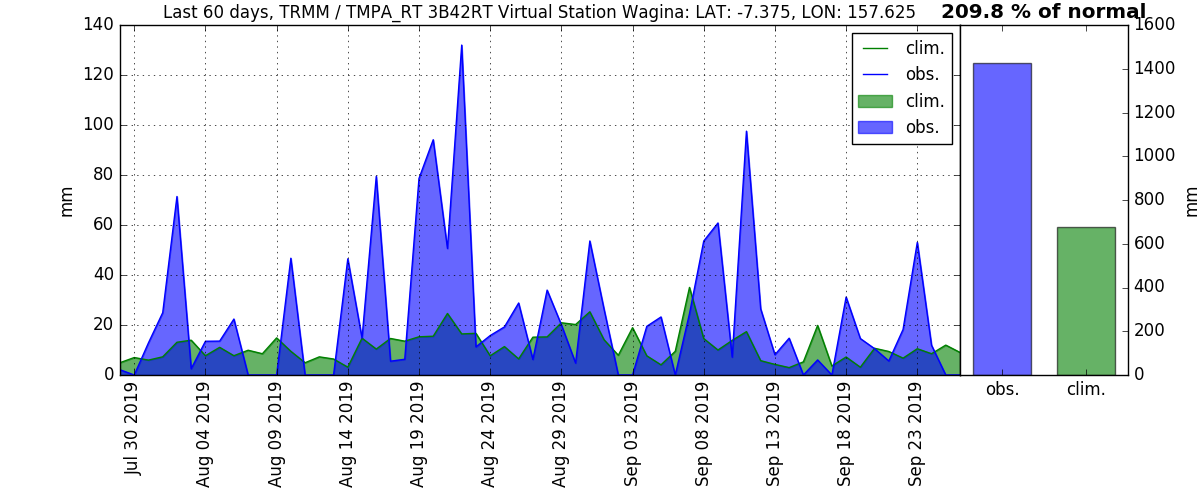 Last 60 days, TRMM / TMPA_RT 3B42RT Virtual Station Wagina: LAT: -7.375, LON: 157.625
209.8 % of normal
140
120
100
80
60
40
20
0
mm
clim.
obs.
clim.
obs.
Jul 30 2019
Aug 04 2019
Aug 09 2019
Aug 14 2019
Aug 19 2019
Aug 24 2019
Aug 29 2019
Sep 03 2019
Sep 08 2019
Sep 13 2019
Sep 18 2019
Sep 23 2019
1600
1400
1200
1000
800
600
400
200
0
mm
obs.
clim.